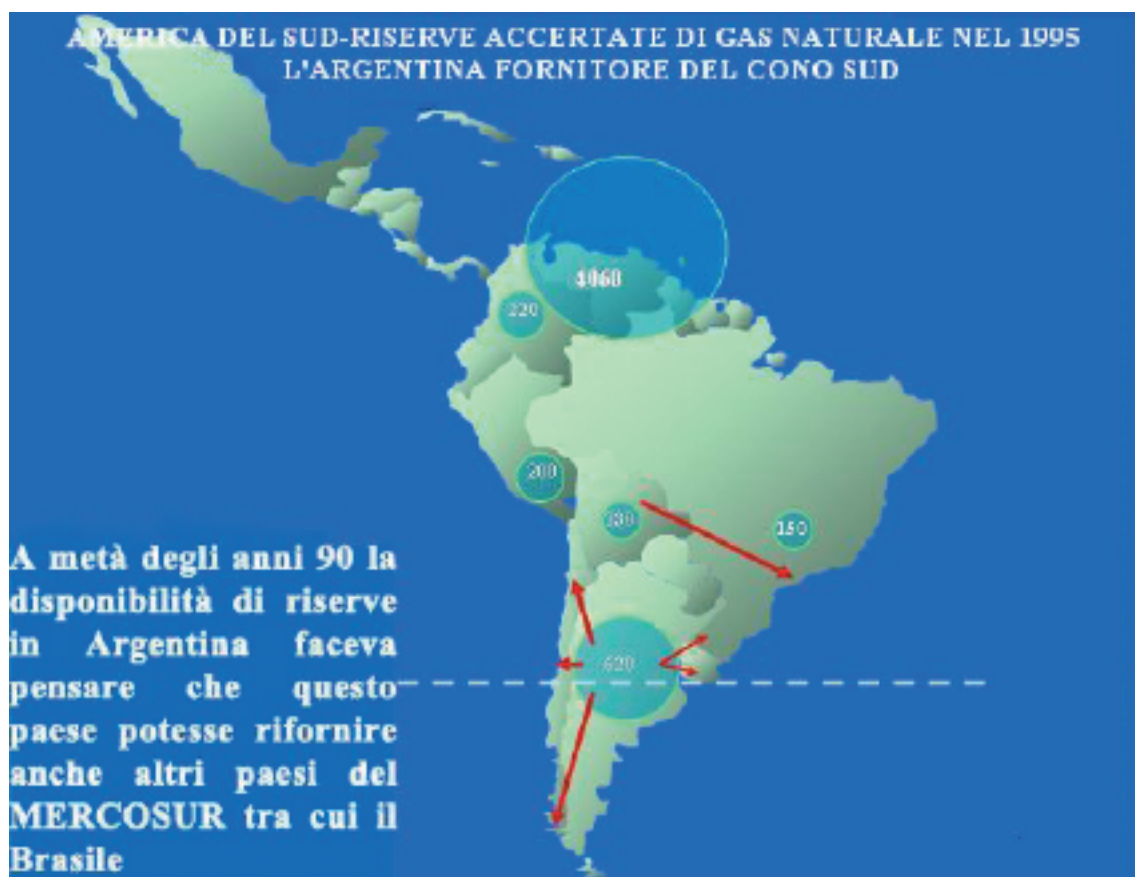 AMERICA DEL SUD-RISERVE ACCERTATE DI GAS NATURALE NEL 1995
L'ARGENTINA FORNITORE DEL CONO SUD
4060
220
200
130
150
620
A metà degli anni 90 la
disponibilità di riserve
in Argentina faceva
pensare che questo
paese potesse rifornire
anche altri paesi del
MERCOSUR tra cui il
Brasile